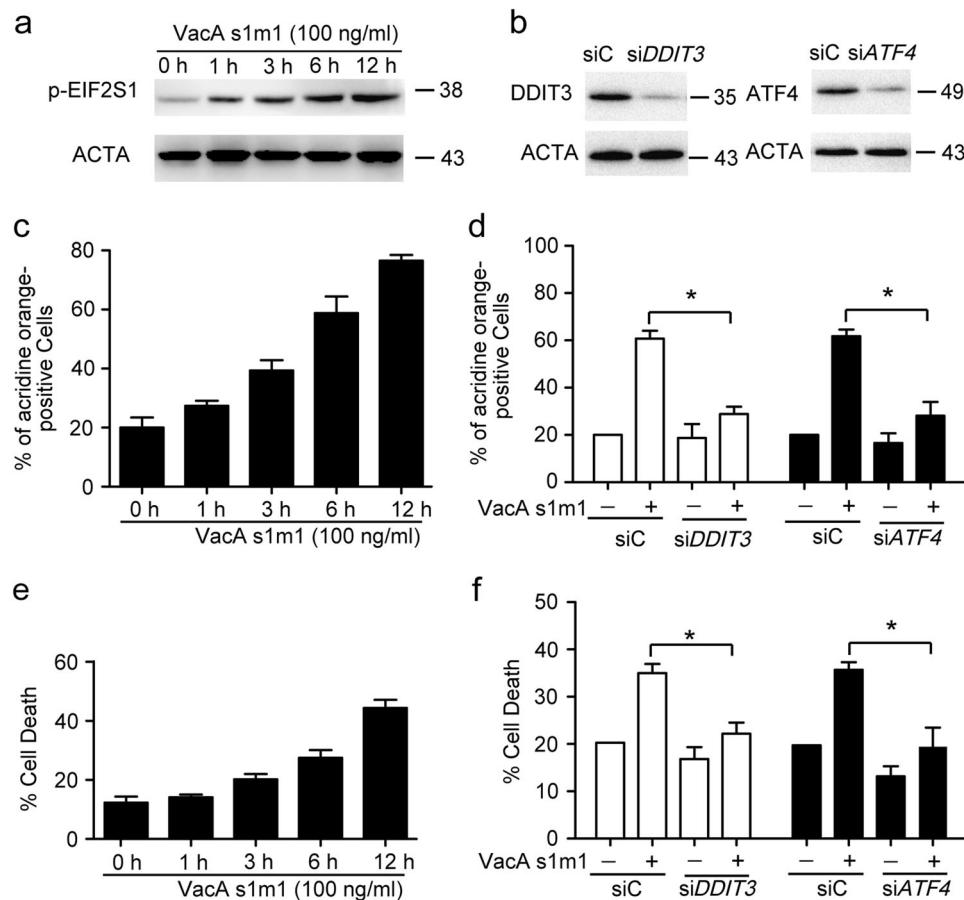 a
VacA s1m1 (100 ng/ml)
0 h 1 h 3 h 6 h 12 h
p-EIF2S1 — 38
ACTA — 43
b
siC siDDIT3
DDIT3 — 35
ACTA — 43
siC siATF4
ATF4 — 49
ACTA — 43
c
% of acridine orange-
positive Cells
80
60
40
20
0
0 h 1 h 3 h 6 h 12 h
VacA s1m1 (100 ng/ml)
d
% of acridine orange-
positive Cells
100
80
60
40
20
0
* *
VacA s1m1 – + – + – + – +
siC siDDIT3 siC siATF4
e
% Cell Death
60
40
20
0
0 h 1 h 3 h 6 h 12 h
VacA s1m1 (100 ng/ml)
f
% Cell Death
50
40
30
20
10
0
* *
VacA s1m1 – + – + – + – +
siC siDDIT3 siC siATF4